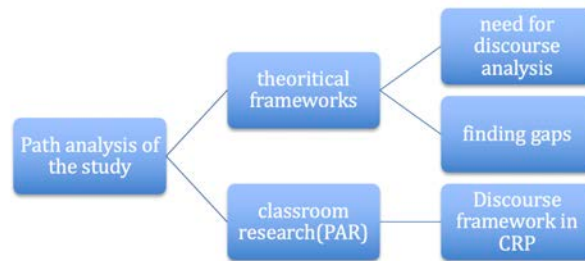 Path analysis of
the study
theoritical
frameworks
need for
discourse
analysis
finding gaps
classroom
research(PAR)
Discourse
framework in
CRP